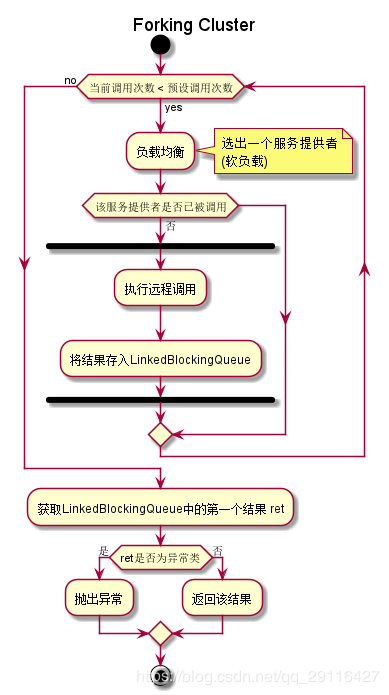 Forking Cluster
no
当前调用次数 < 预设调用次数
yes
负载均衡
选出一个服务提供者
(软负载)
该服务提供者是否已被调用
否
执行远程调用
将结果存入LinkedBlockingQueue
获取LinkedBlockingQueue中的第一个结果 ret
是
ret是否为异常类
否
抛出异常
返回该结果
https://blog.csdn.net/qq_29116427